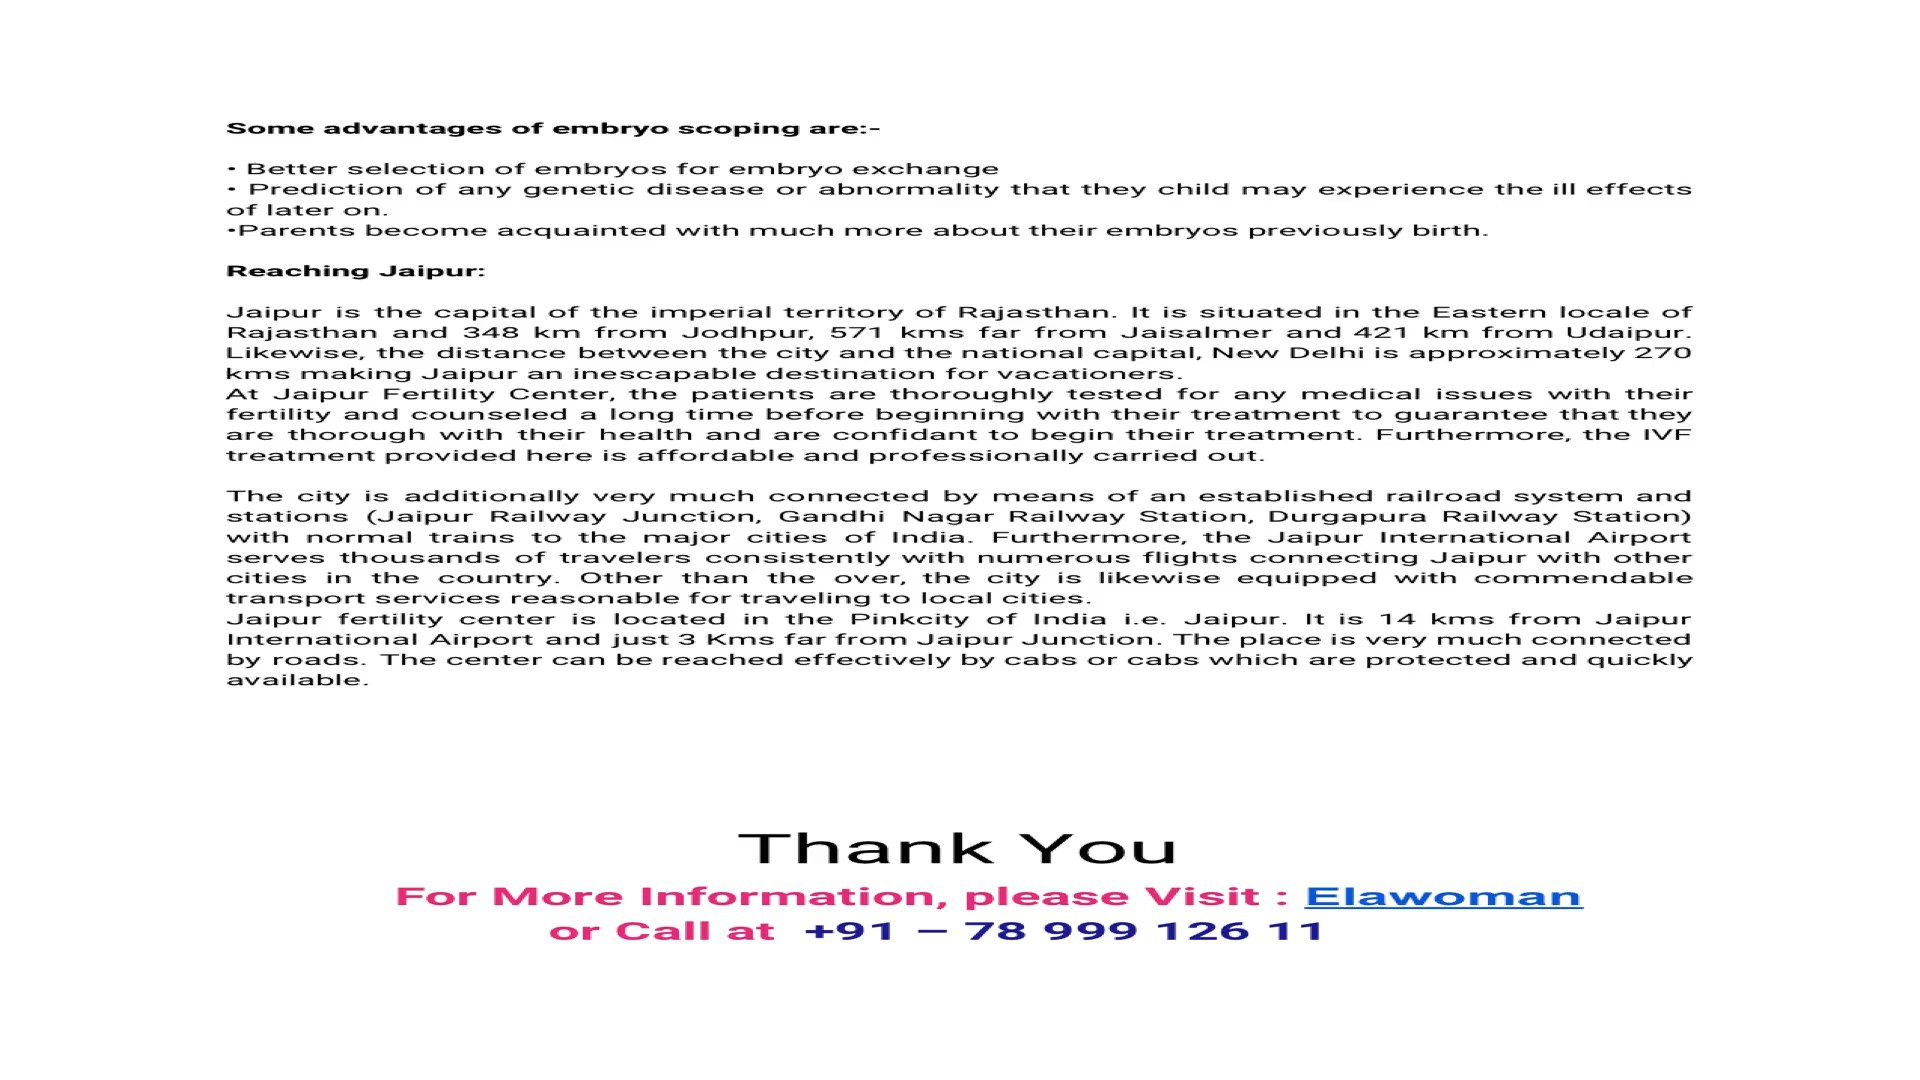 Some advantages of embryo scoping are:-
• Better selection of embryos for embryo exchange
• Prediction of any genetic disease or abnormality that they child may experience the ill effects
of later on.
•Parents become acquainted with much more about their embryos previously birth.
Reaching Jaipur:
Jaipur is the capital of the imperial territory of Rajasthan. It is situated in the Eastern locale of
Rajasthan and 348 km from Jodhpur, 571 kms far from Jaisalmer and 421 km from Udaipur.
Likewise, the distance between the city and the national capital, New Delhi is approximately 270
kms making Jaipur an inescapable destination for vacationers.
At Jaipur Fertility Center, the patients are thoroughly tested for any medical issues with their
fertility and counseled a long time before beginning with their treatment to guarantee that they
are thorough with their health and are confidant to begin their treatment. Furthermore, the IVF
treatment provided here is affordable and professionally carried out.
The city is additionally very much connected by means of an established railroad system and
stations (Jaipur Railway Junction, Gandhi Nagar Railway Station, Durgapura Railway Station)
with normal trains to the major cities of India. Furthermore, the Jaipur International Airport
serves thousands of travelers consistently with numerous flights connecting Jaipur with other
cities in the country. Other than the over, the city is likewise equipped with commendable
transport services reasonable for traveling to local cities.
Jaipur fertility center is located in the Pinkcity of India i.e. Jaipur. It is 14 kms from Jaipur
International Airport and just 3 Kms far from Jaipur Junction. The place is very much connected
by roads. The center can be reached effectively by cabs or cabs which are protected and quickly
available.
Thank You
For More Information, please Visit : Elawoman
or Call at +91 – 78 999 126 11